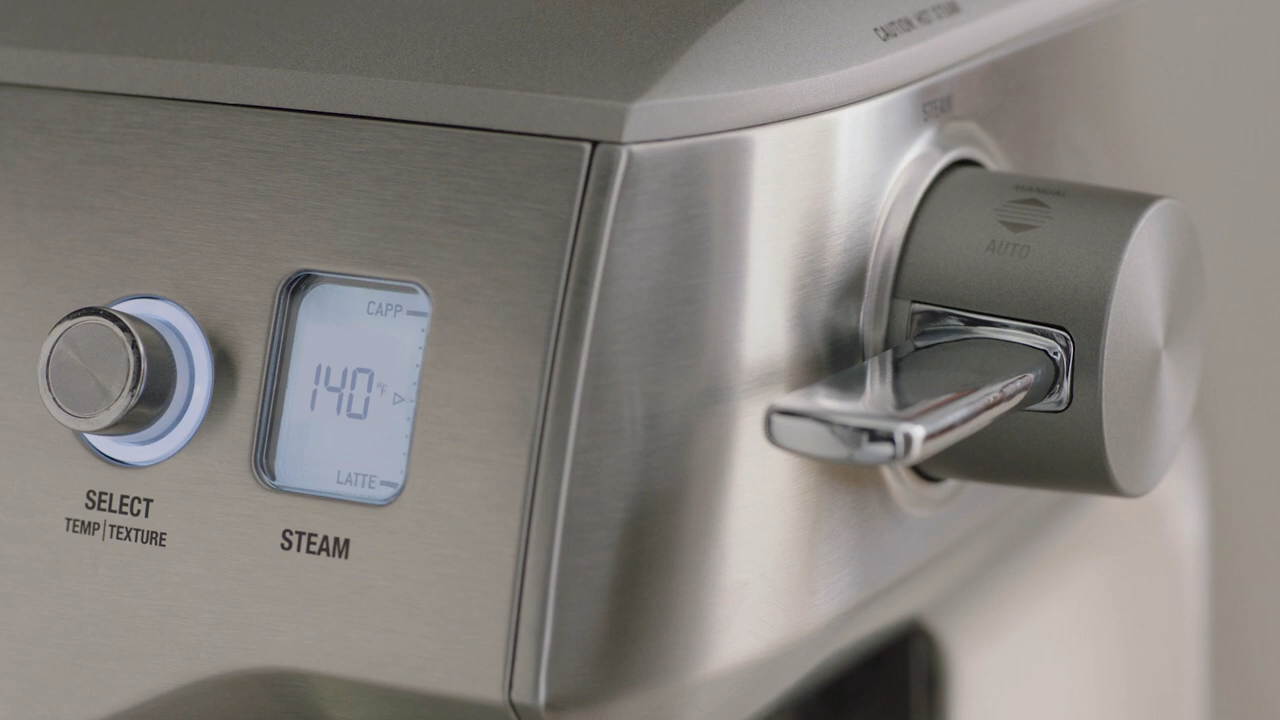 CAUTION HOT STEAM
STEAM
MANUAL
AUTO
CAPP
140 °F
LATTE
SELECT
TEMP|TEXTURE
STEAM